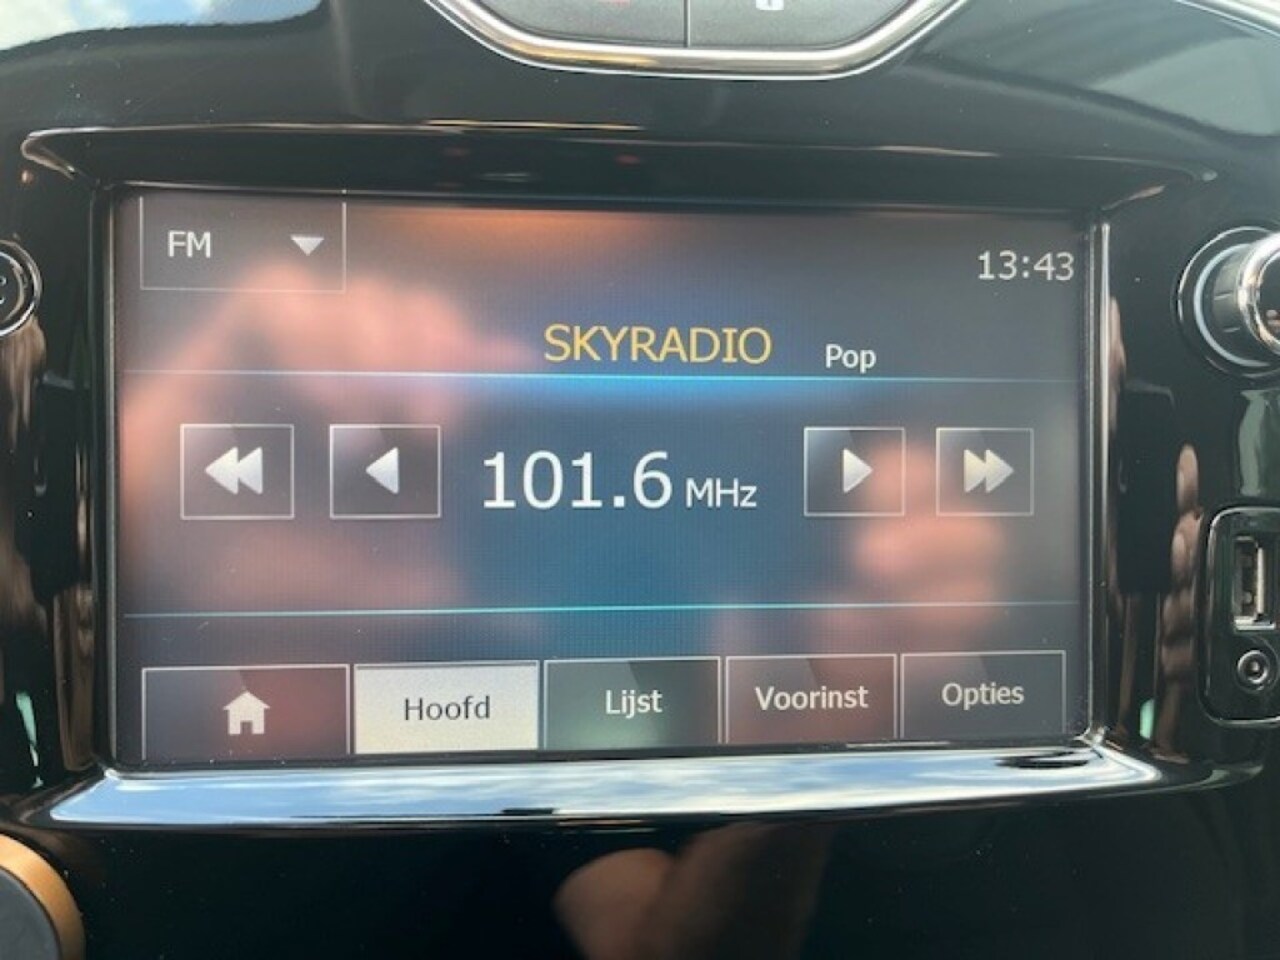 FM
13:43
SKYRADIO Pop
101.6 MHz
Hoofd Lijst Voorinst Opties